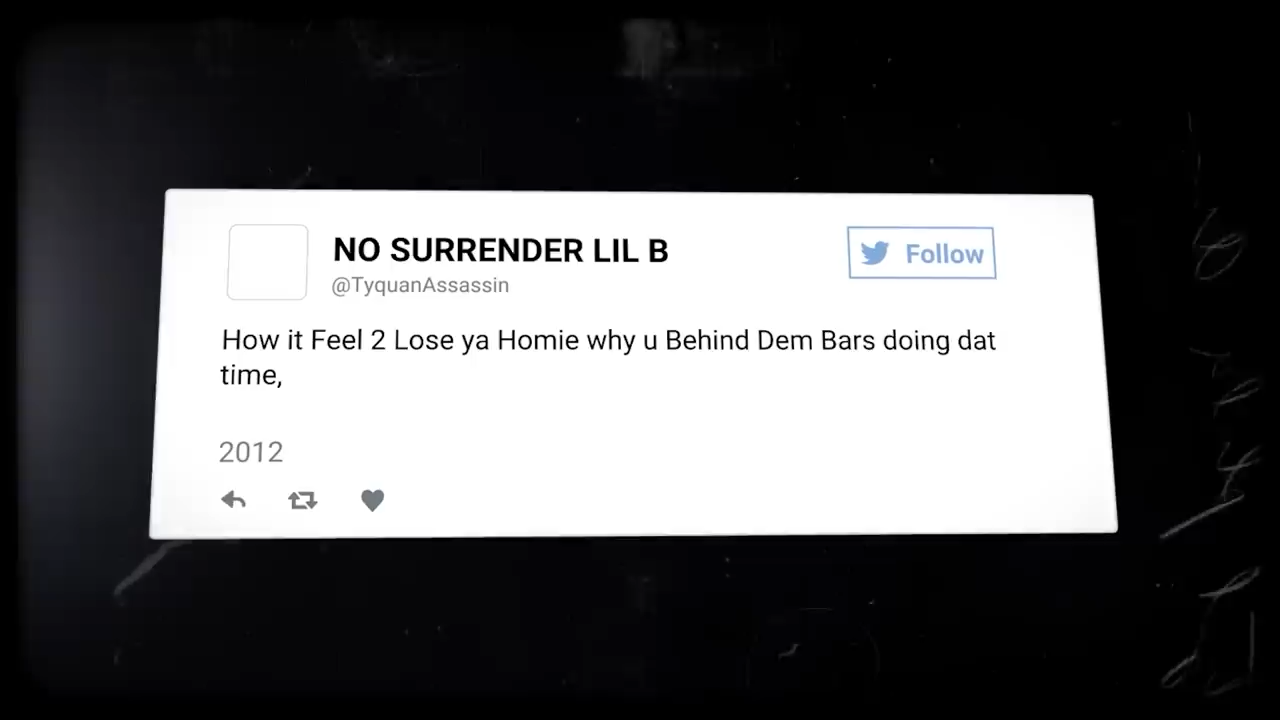 NO SURRENDER LIL B
Follow
@TyquanAssassin
How it Feel 2 Lose ya Homie why u Behind Dem Bars doing dat
time,
2012